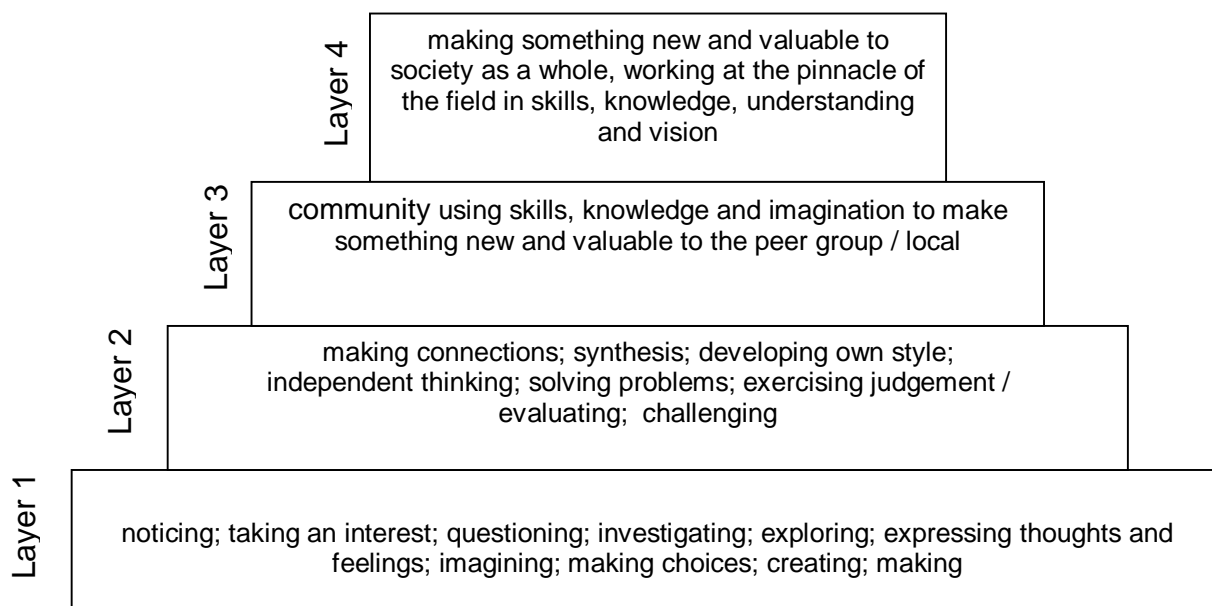 Layer 4
making something new and valuable to
society as a whole, working at the pinnacle of
the field in skills, knowledge, understanding
and vision
Layer 3
community using skills, knowledge and imagination to make
something new and valuable to the peer group / local
Layer 2
making connections; synthesis; developing own style;
independent thinking; solving problems; exercising judgement /
evaluating;  challenging
Layer 1
noticing; taking an interest; questioning; investigating; exploring; expressing thoughts and
feelings; imagining; making choices; creating; making